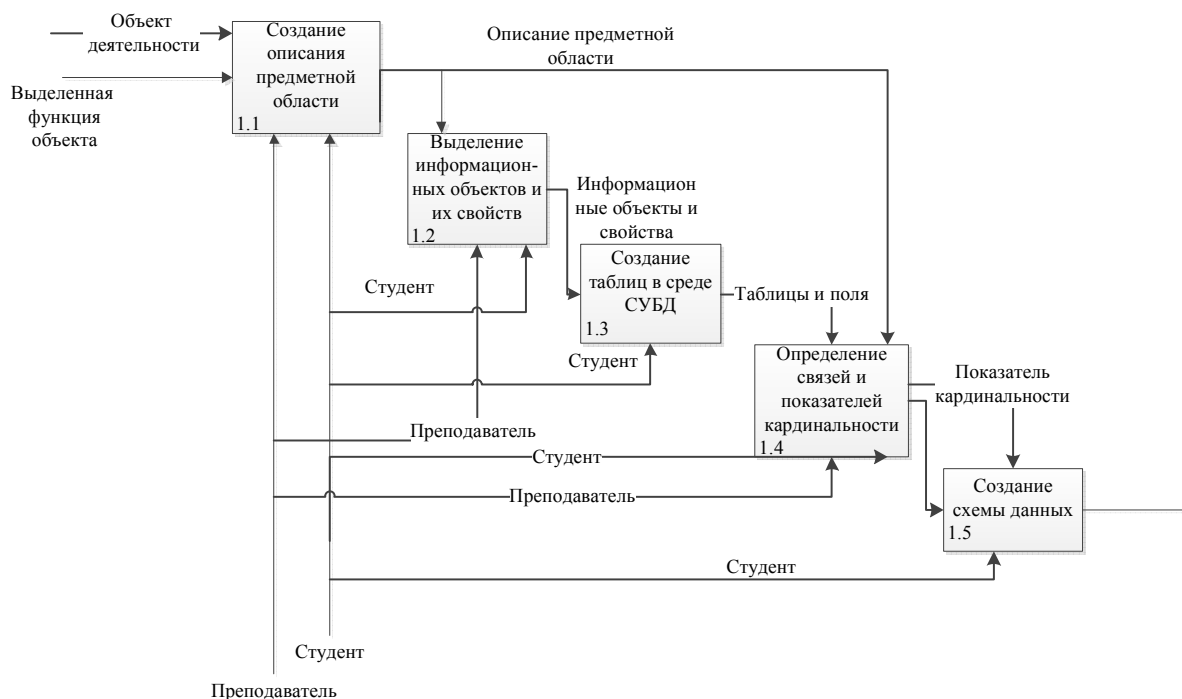 Объект
деятельности
Выделенная
функция
объекта
Создание
описания
предметной
области
1.1
Описание предметной
области
Выделение
информацион-
ных объектов и
их свойств
1.2
Информацион
ные объекты и
свойства
Создание
таблиц в среде
СУБД
1.3
Таблицы и поля
Студент
Студент
Определение
связей и
показателей
кардинальности
1.4
Показатель
кардинальности
Преподаватель
Студент
Преподаватель
Создание
схемы данных
1.5
Студент
Студент
Преподаватель